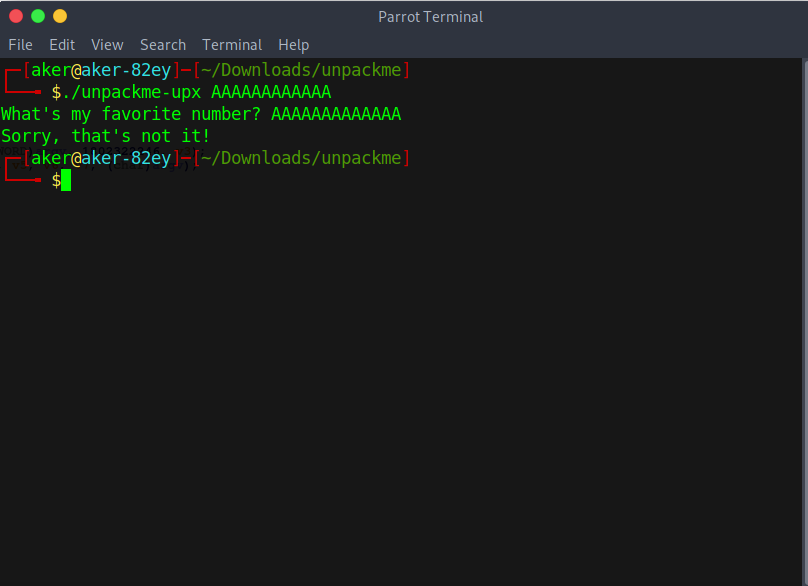 Parrot Terminal
File Edit View Search Terminal Help
┌─[aker@aker-82ey]─[~/Downloads/unpackme]
└──╼ $./unpackme-upx AAAAAAAAAAAA
What's my favorite number? AAAAAAAAAAAAA
Sorry, that's not it!
┌─[aker@aker-82ey]─[~/Downloads/unpackme]
└──╼ $